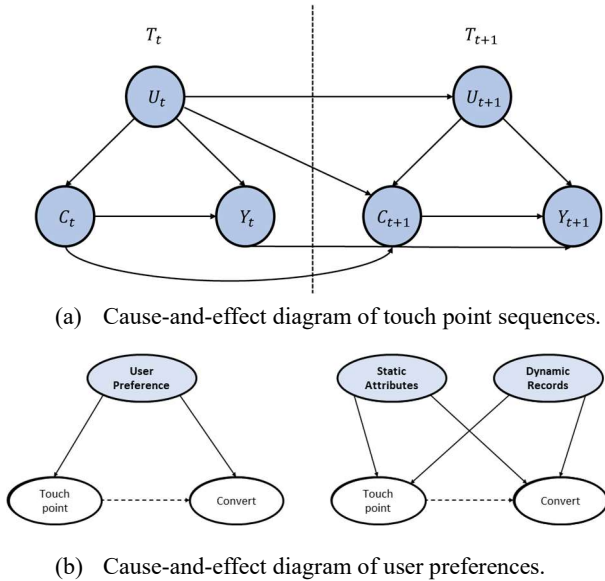 T_t T_{t+1}
U_t U_{t+1}
C_t Y_t C_{t+1} Y_{t+1}
(a) Cause-and-effect diagram of touch point sequences.
User
Preference
Static
Attributes
Dynamic
Records
Touch
point
Convert
Touch
point
Convert
(b) Cause-and-effect diagram of user preferences.